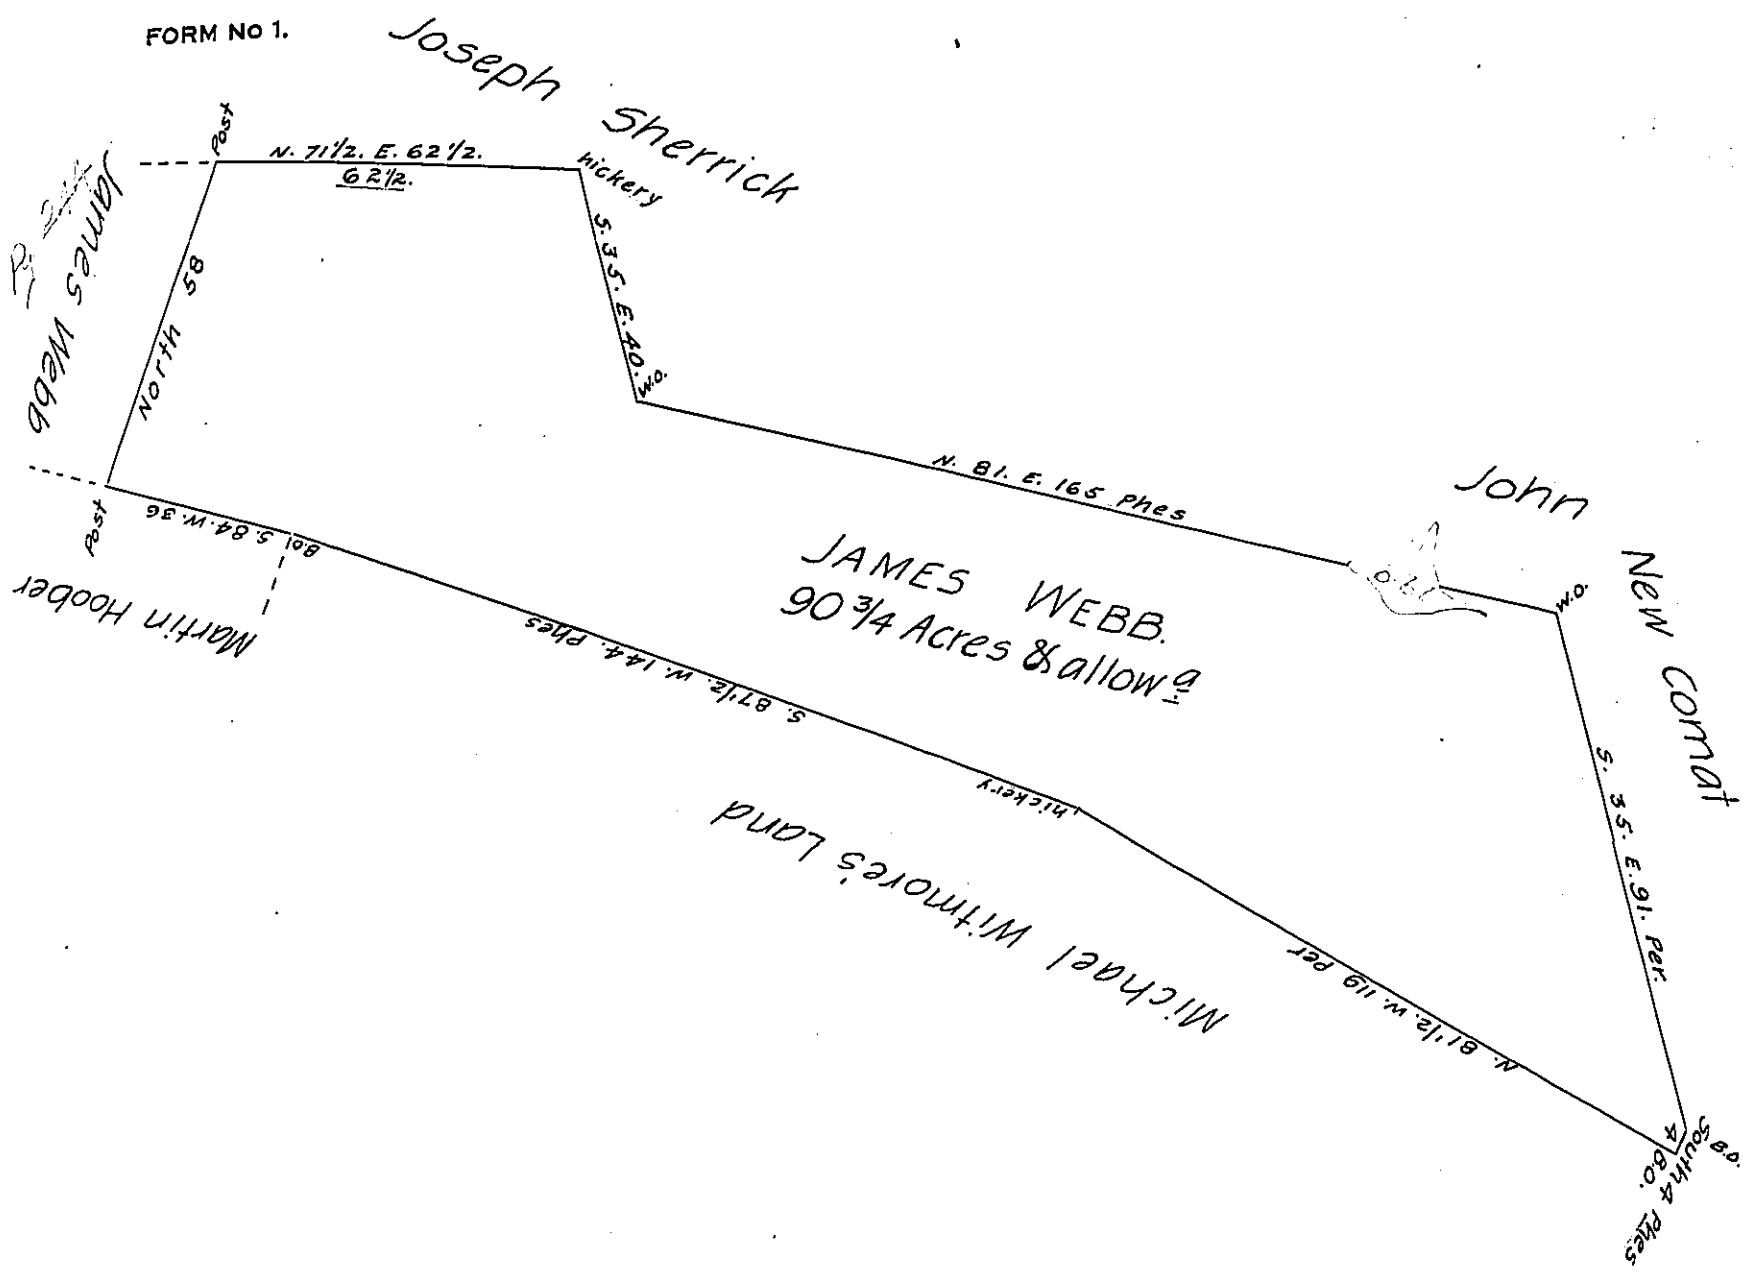 FORM No 1.
Joseph Sherrick
Post
N. 71 1/2. E. 62 1/2.
62 1/2.
hickery
S. 35. E. 40.
W.O.
James Webb
North 58
Post
S. 84. W. 36
B.O.
Martin Hoober
N. 81. E. 165 Phes
John New Comat
W.O.
JAMES WEBB.
90 3/4 Acres & allow a
S. 87 1/2. W. 144. Phes
hickery
Michael Witmore's Land
N. 81 1/2. W. 119 Per
S. 35. E. 91. Per.
B.O.
South 4 Phes
4
B.O.